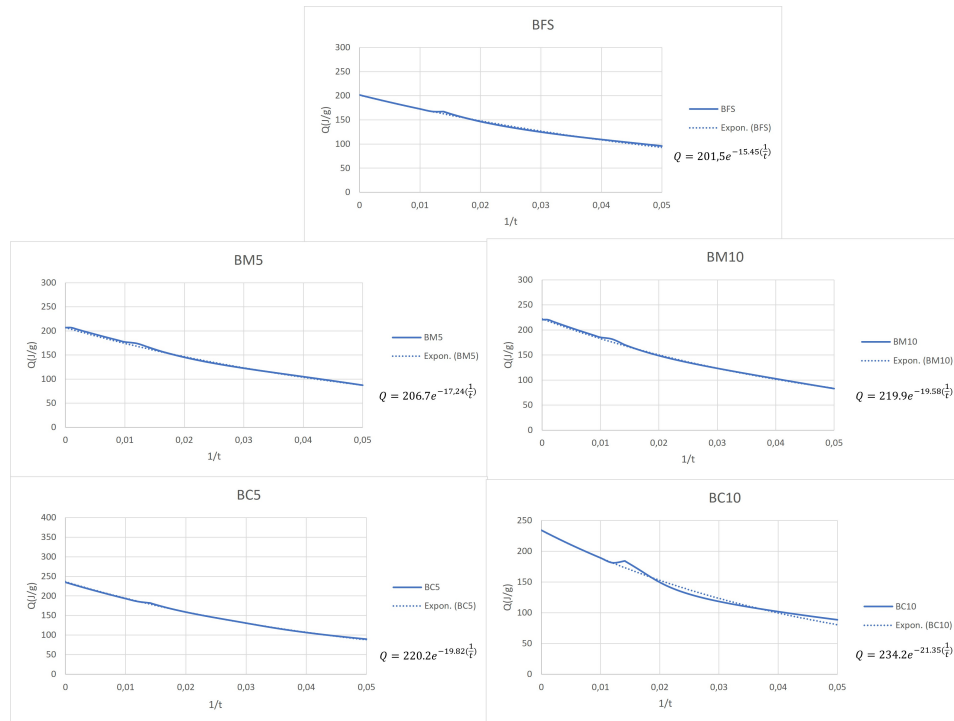 BFS
300
250
200
150
100
50
0
Q(J/g)
0 0,01 0,02 0,03 0,04 0,05
1/t
BFS
Expon. (BFS)
Q = 201,5e^{-15.45(\frac{1}{t})}
BM5
300
250
200
150
100
50
0
Q(J/g)
0 0,01 0,02 0,03 0,04 0,05
1/t
BM5
Expon. (BM5)
Q = 206.7e^{-17,24(\frac{1}{t})}
BM10
300
250
200
150
100
50
0
Q(J/g)
0 0,01 0,02 0,03 0,04 0,05
1/t
BM10
Expon. (BM10)
Q = 219.9e^{-19.58(\frac{1}{t})}
BC5
400
350
300
250
200
150
100
50
0
Q(J/g)
0 0,01 0,02 0,03 0,04 0,05
1/t
BC5
Expon. (BC5)
Q = 220.2e^{-19.82(\frac{1}{t})}
BC10
250
200
150
100
50
0
Q(J/g)
0 0,01 0,02 0,03 0,04 0,05
1/t
BC10
Expon. (BC10)
Q = 234.2e^{-21.35(\frac{1}{t})}